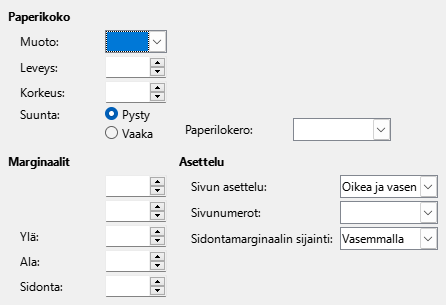 Paperikoko
Muoto:
Leveys:
Korkeus:
Suunta: Pysty
Vaaka
Paperilokero:
Marginaalit
Asettelu
Sivun asettelu: Oikea ja vasen
Sivunumerot:
Ylä:
Sidontamarginaalin sijainti: Vasemmalla
Ala:
Sidonta: